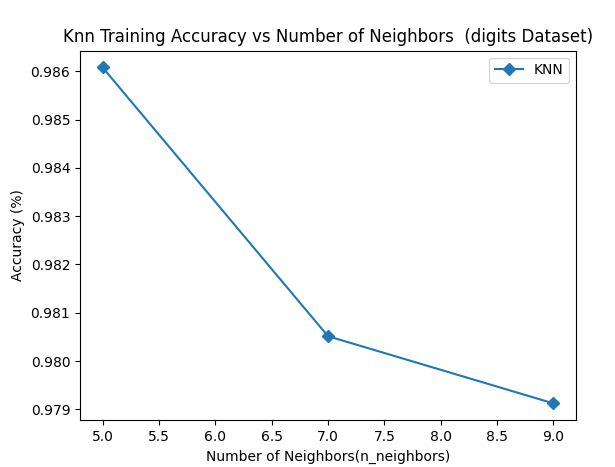 Knn Training Accuracy vs Number of Neighbors  (digits Dataset)
KNN
Accuracy (%)
0.986
0.985
0.984
0.983
0.982
0.981
0.980
0.979
5.0 5.5 6.0 6.5 7.0 7.5 8.0 8.5 9.0
Number of Neighbors(n_neighbors)